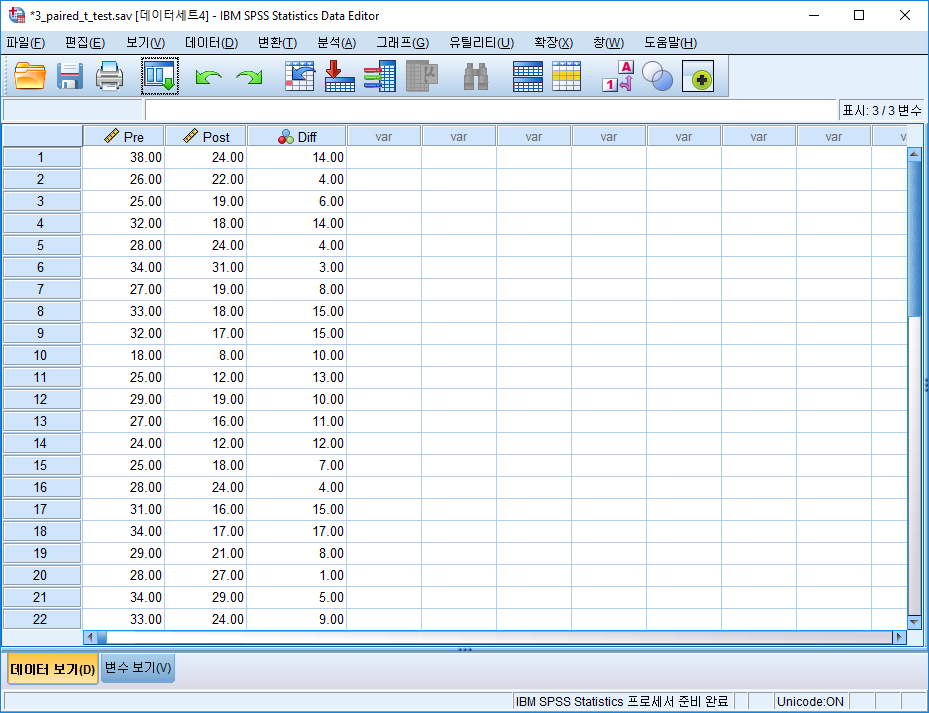 *3_paired_t_test.sav [데이터세트4] - IBM SPSS Statistics Data Editor
파일(F) 편집(E) 보기(V) 데이터(D) 변환(T) 분석(A) 그래프(G) 유틸리티(U) 확장(X) 창(W) 도움말(H)
표시: 3 / 3 변수
Pre Post Diff var var var var var var var v
1 38.00 24.00 14.00
2 26.00 22.00 4.00
3 25.00 19.00 6.00
4 32.00 18.00 14.00
5 28.00 24.00 4.00
6 34.00 31.00 3.00
7 27.00 19.00 8.00
8 33.00 18.00 15.00
9 32.00 17.00 15.00
10 18.00 8.00 10.00
11 25.00 12.00 13.00
12 29.00 19.00 10.00
13 27.00 16.00 11.00
14 24.00 12.00 12.00
15 25.00 18.00 7.00
16 28.00 24.00 4.00
17 31.00 16.00 15.00
18 34.00 17.00 17.00
19 29.00 21.00 8.00
20 28.00 27.00 1.00
21 34.00 29.00 5.00
22 33.00 24.00 9.00
데이터 보기(D) 변수 보기(V)
IBM SPSS Statistics 프로세서 준비 완료 Unicode:ON